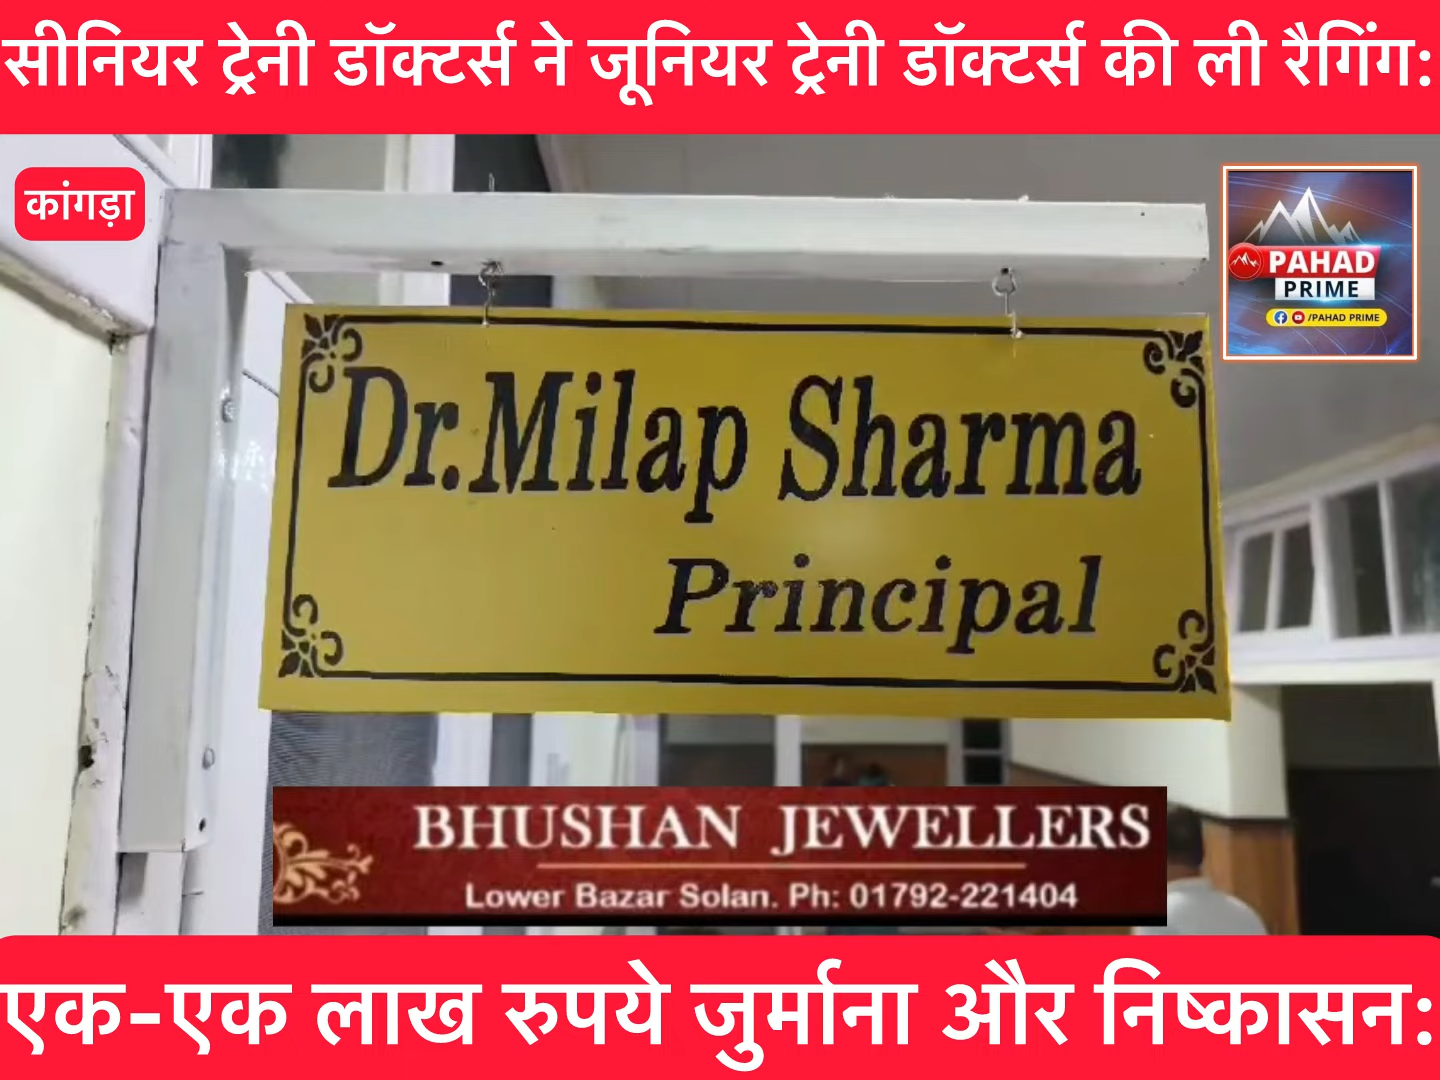 सीनियर ट्रेनी डॉक्टर्स ने जूनियर ट्रेनी डॉक्टर्स की ली रैगिंग:
कांगड़ा
PAHAD
PRIME
/PAHAD PRIME
Dr.Milap Sharma
Principal
BHUSHAN JEWELLERS
Lower Bazar Solan. Ph: 01792-221404
एक-एक लाख रुपये जुर्माना और निष्कासन: